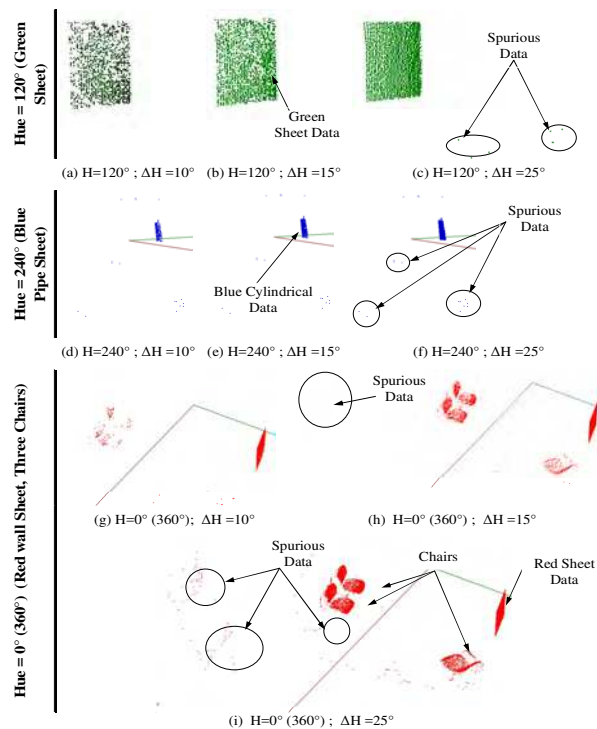 Hue = 120° (Green
Sheet)
Green
Sheet Data
Spurious
Data
(a) H=120° ; ΔH =10°
(b) H=120° ; ΔH =15°
(c) H=120° ; ΔH =25°
Hue = 240° (Blue
Pipe Sheet)
Blue Cylindrical
Data
Spurious
Data
(d) H=240° ; ΔH =10°
(e) H=240° ; ΔH =15°
(f) H=240° ; ΔH =25°
Hue = 0° (360°)  (Red wall Sheet, Three Chairs)
Spurious
Data
(g) H=0° (360°);  ΔH =10°
(h) H=0° (360°) ;  ΔH =15°
Spurious
Data
Chairs
Red Sheet
Data
(i)  H=0° (360°) ;  ΔH =25°